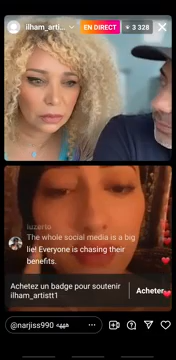 ilham_arti...
EN DIRECT
3 328
The whole social media is a big
lie! Everyone is chasing their
benefits.
Achetez un badge pour soutenir
ilham_artistt1
Acheter
@narjiss990